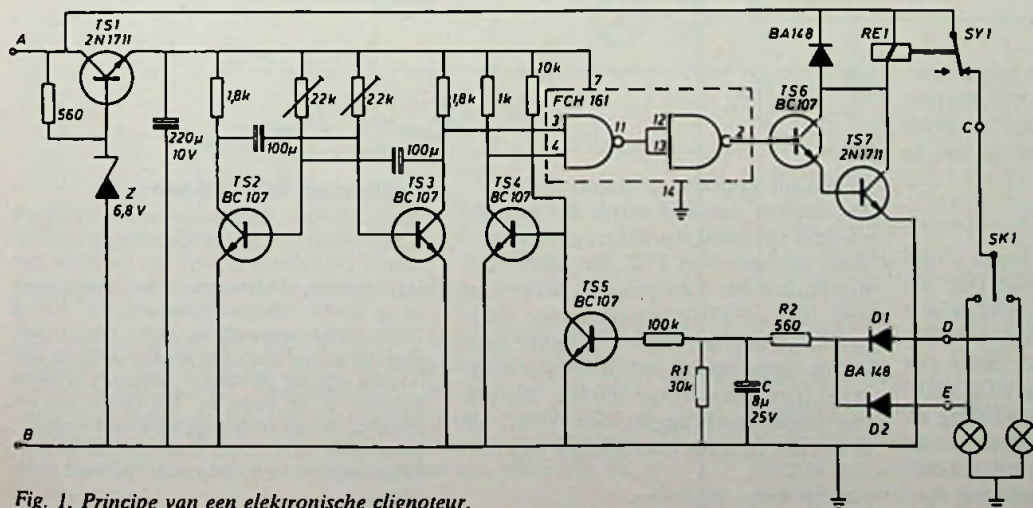 TS1
2N1711
A
560
Z
6,8 V
220µ
10V
1,8k
100µ
22k
22k
100µ
1,8k
1k
10k
TS2
BC107
TS3
BC107
TS4
BC107
7
FCH 161
3
4
11
12
13
2
14
BA148
RE1
SY1
TS6
BC107
TS7
2N1711
C
SK1
TS5
BC107
100k
R1
30k
C
8µ
25V
R2
560
D1
BA 148
D2
D
E
B
Fig. 1. Principe van een elektronische clignoteur.